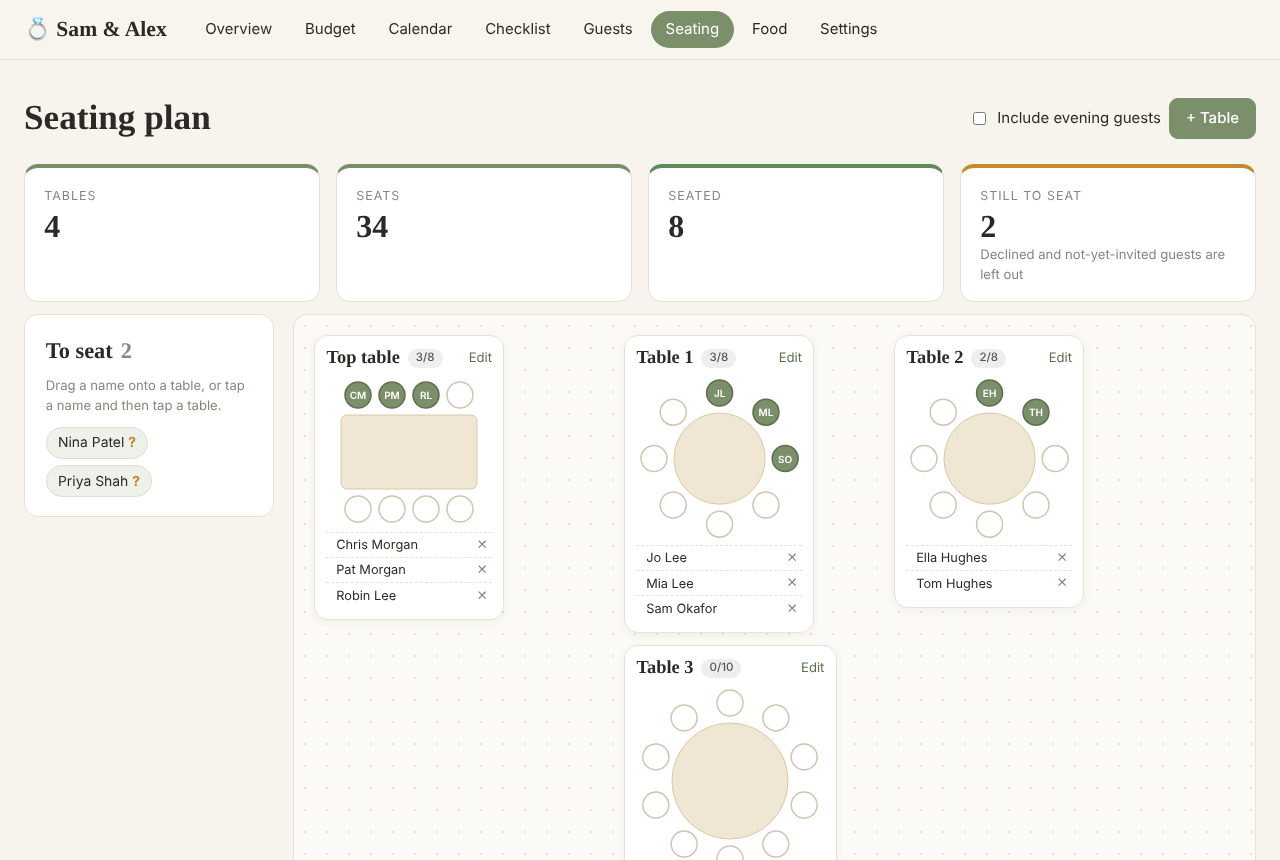 💍 Sam & Alex Overview Budget Calendar Checklist Guests Seating Food Settings
Seating plan
Include evening guests + Table
TABLES
4
SEATS
34
SEATED
8
STILL TO SEAT
2
Declined and not-yet-invited guests are
left out
To seat 2
Drag a name onto a table, or tap
a name and then tap a table.
Nina Patel ?
Priya Shah ?
Top table 3/8 Edit
CM PM RL
Chris Morgan ✕
Pat Morgan ✕
Robin Lee ✕
Table 1 3/8 Edit
JL
ML
SO
Jo Lee ✕
Mia Lee ✕
Sam Okafor ✕
Table 2 2/8 Edit
EH
TH
Ella Hughes ✕
Tom Hughes ✕
Table 3 0/10 Edit